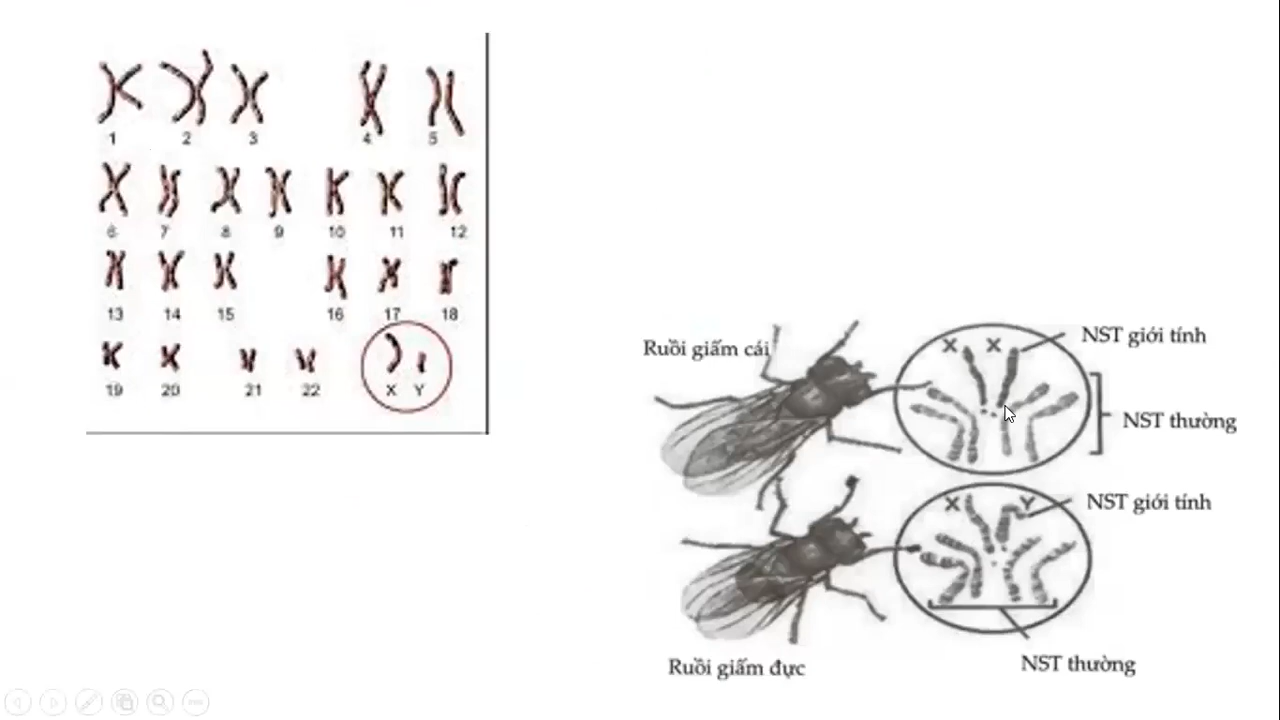 1 2 3 4 5
6 7 8 9 10 11 12
13 14 15 16 17 18
19 20 21 22 X Y
Ruồi giấm cái
X X
NST giới tính
NST thường
X Y
NST giới tính
Ruồi giấm đực
NST thường